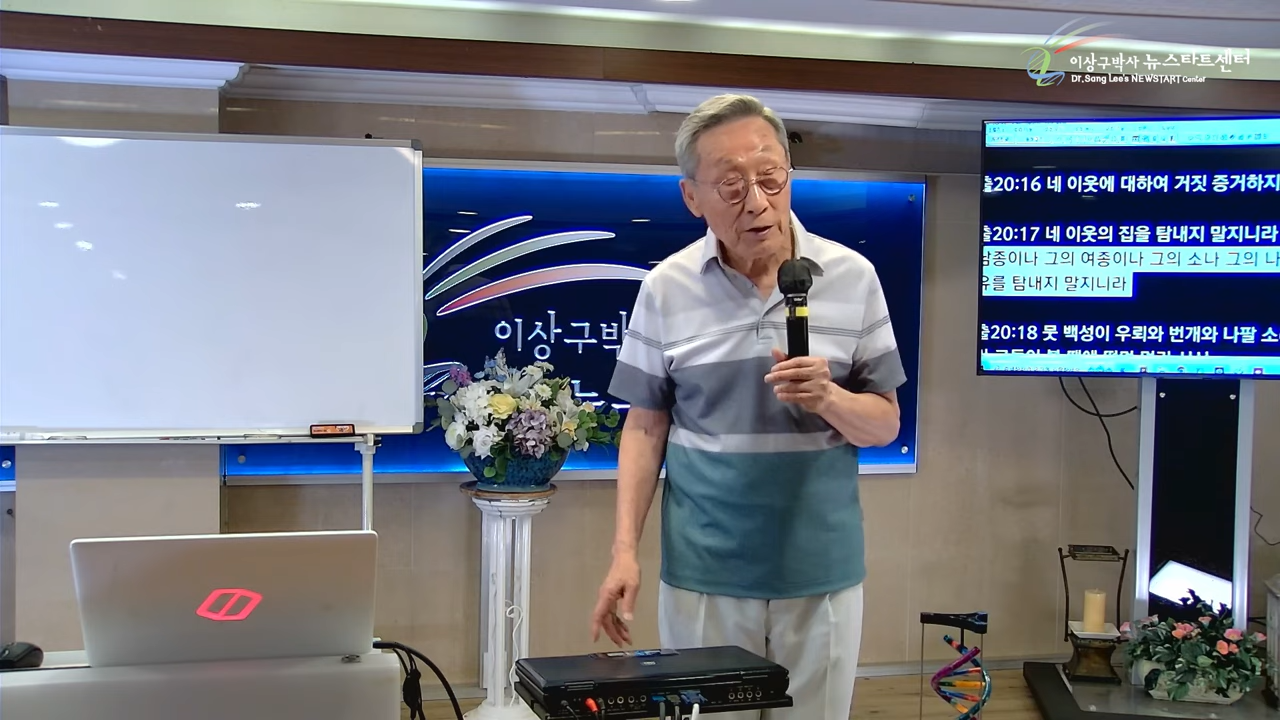 이상구박사 뉴스타트센터
Dr. Sang Lee's NEWSTART Center
출20:16 네 이웃에 대하여 거짓 증거하지
출20:17 네 이웃의 집을 탐내지 말지니라
남종이나 그의 여종이나 그의 소나 그의 나
유를 탐내지 말지니라
출20:18 뭇 백성이 우뢰와 번개와 나팔 소
이상구박